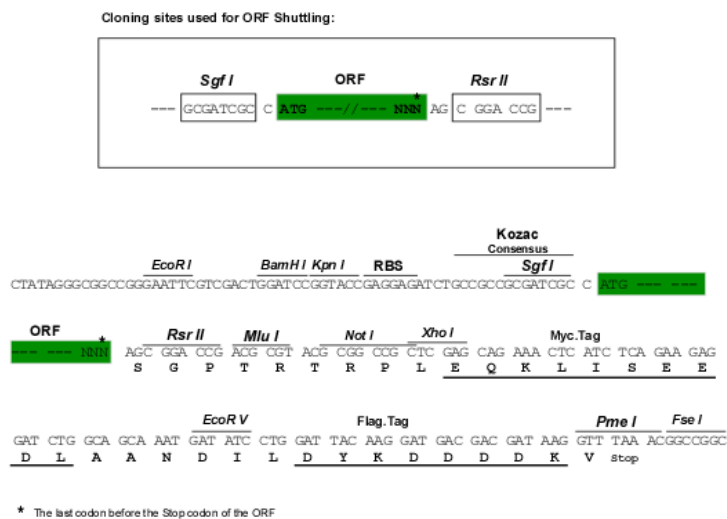 Cloning sites used for ORF Shuttling:
Sgf I ORF Rsr II
*
--- GCGATCGC C ATG ---//--- NNN AG C GGA CCG ---
Kozac
Consensus
EcoR I BamH I Kpn I RBS Sgf I
CTATAGGGCGGCCGGGAATTCGTCGACTGGATCCGGTACCGAGGAGATCTGCCGCCGCGATCGC C ATG --- ---
ORF * Rsr II Mlu I Not I Xho I Myc.Tag
--- --- NNN AGC GGA CCG ACG CGT ACG CGG CCG CTC GAG CAG AAA CTC ATC TCA GAA GAG
S G P T R T R P L E Q K L I S E E
EcoR V Flag.Tag Pme I Fse I
GAT CTG GCA GCA AAT GAT ATC CTG GAT TAC AAG GAT GAC GAC GAT AAG GTT TAA ACGGCCGGC
D L A A N D I L D Y K D D D D K V Stop
* The last codon before the Stop codon of the ORF